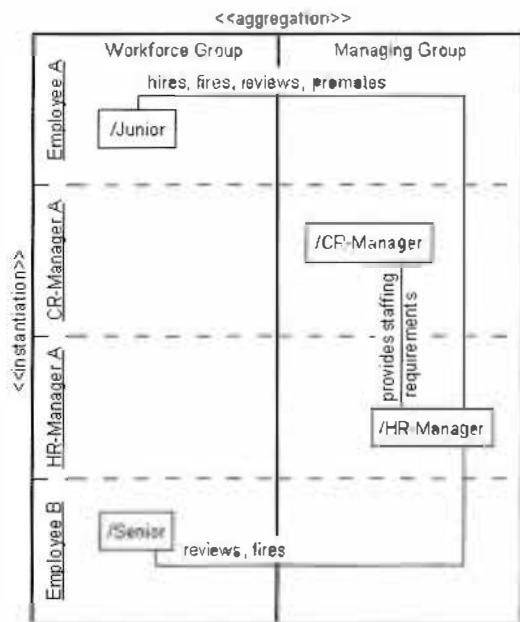 <<aggregation>>
Workforce Group
Managing Group
hires, fires, reviews, promotes
Employee A
/Junior
CR-Manager A
/CR-Manager
<<instantiation>>
provides staffing
requirements
HR-Manager A
/HR-Manager
Employee B
/Senior
reviews, fires